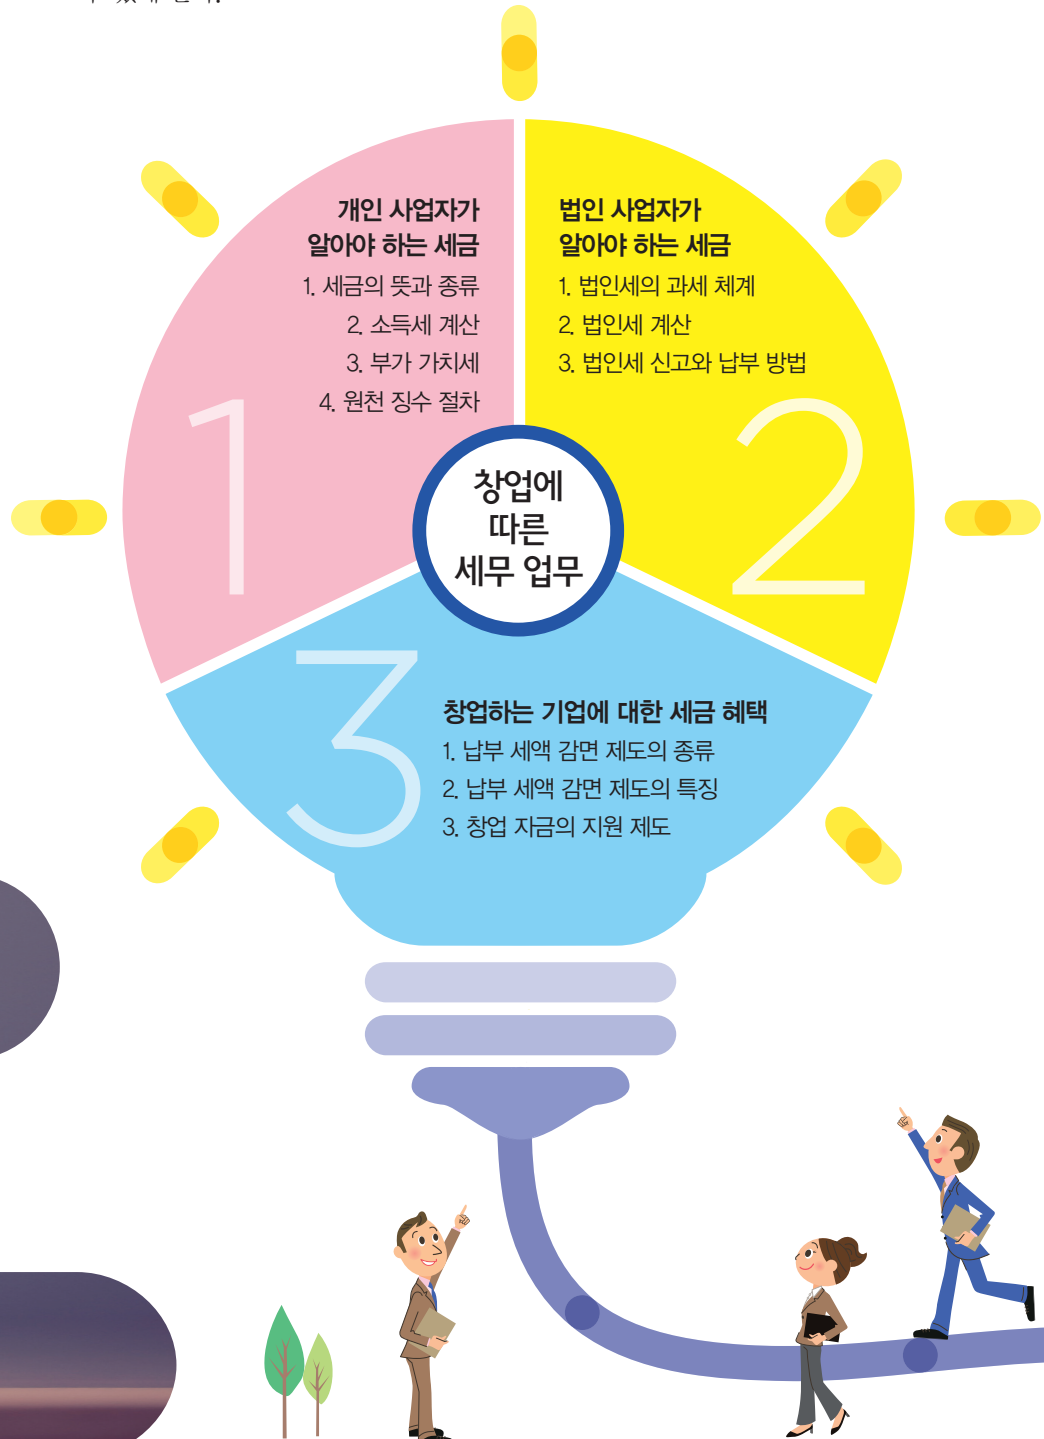 개인 사업자가
알아야 하는 세금
1. 세금의 뜻과 종류
2. 소득세 계산
3. 부가 가치세
4. 원천 징수 절차
1
법인 사업자가
알아야 하는 세금
1. 법인세의 과세 체계
2. 법인세 계산
3. 법인세 신고와 납부 방법
2
창업에
따른
세무 업무
3
창업하는 기업에 대한 세금 혜택
1. 납부 세액 감면 제도의 종류
2. 납부 세액 감면 제도의 특징
3. 창업 자금의 지원 제도